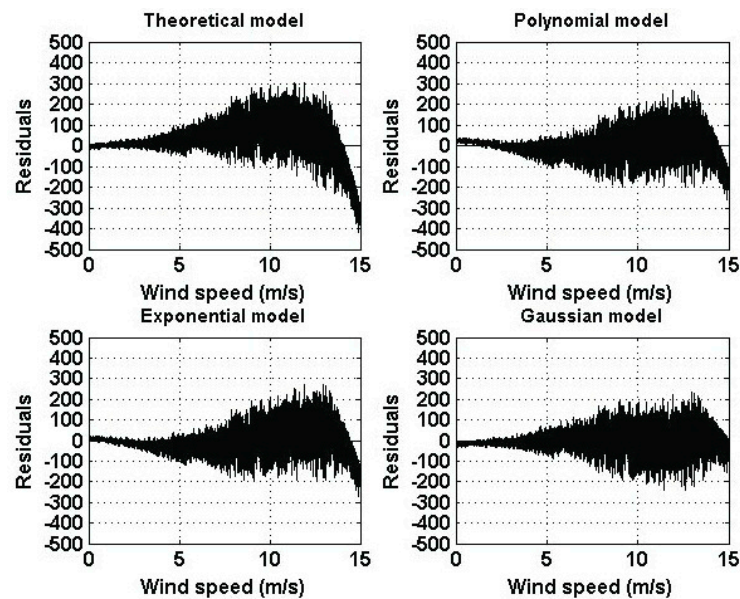 Theoretical model
500
400
300
200
100
0
-100
-200
-300
-400
-500
Residuals
0 5 10 15
Wind speed (m/s)
Polynomial model
500
400
300
200
100
0
-100
-200
-300
-400
-500
Residuals
0 5 10 15
Wind speed (m/s)
Exponential model
500
400
300
200
100
0
-100
-200
-300
-400
-500
Residuals
0 5 10 15
Wind speed (m/s)
Gaussian model
500
400
300
200
100
0
-100
-200
-300
-400
-500
Residuals
0 5 10 15
Wind speed (m/s)